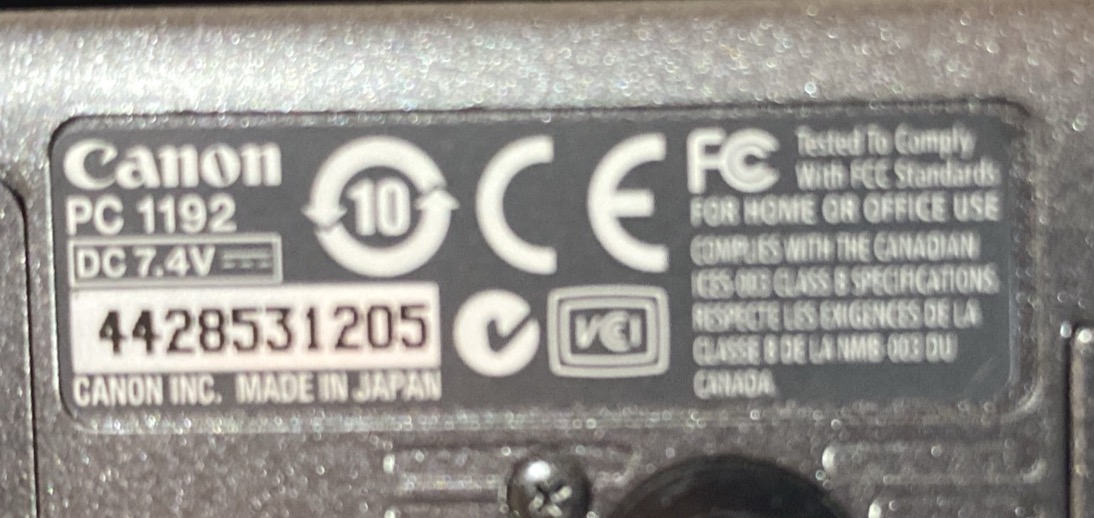 Canon
PC 1192
DC 7.4V
4428531205
CANON INC. MADE IN JAPAN
10
CE
VCI
FC Tested To Comply
With FCC Standards
FOR HOME OR OFFICE USE
COMPLIES WITH THE CANADIAN
ICES-003 CLASS B SPECIFICATIONS
RESPECTE LES EXIGENCES DE LA
CLASSE B DE LA NMB-003 DU
CANADA